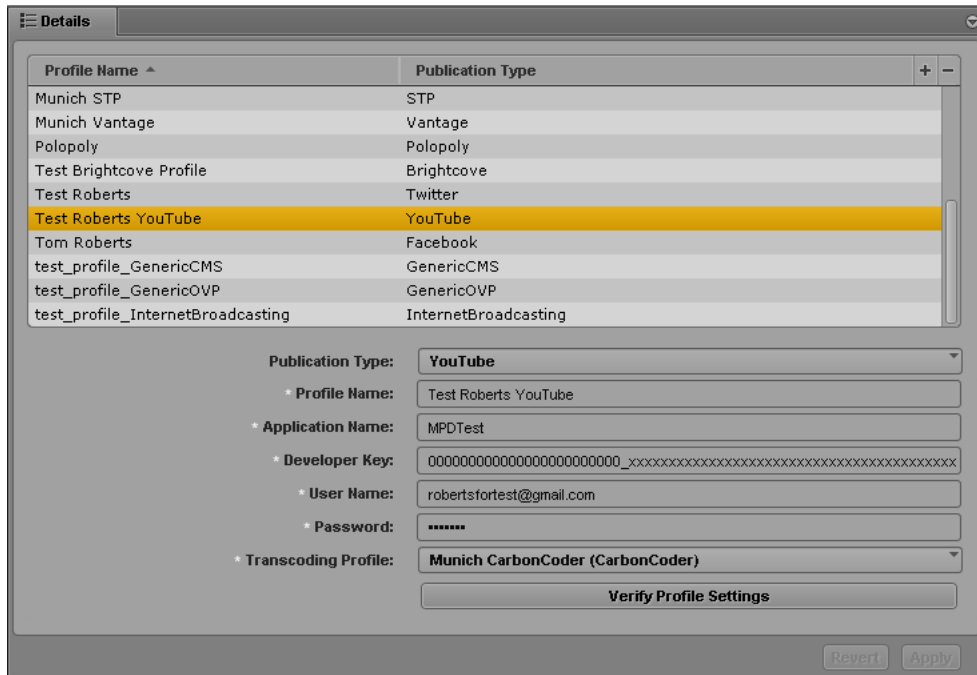 Details
Profile Name Publication Type + −
Munich STP STP
Munich Vantage Vantage
Polopoly Polopoly
Test Brightcove Profile Brightcove
Test Roberts Twitter
Test Roberts YouTube YouTube
Tom Roberts Facebook
test_profile_GenericCMS GenericCMS
test_profile_GenericOVP GenericOVP
test_profile_InternetBroadcasting InternetBroadcasting
Publication Type: YouTube
* Profile Name: Test Roberts YouTube
* Application Name: MPDTest
* Developer Key: 000000000000000000000000_xxxxxxxxxxxxxxxxxxxxxxxxxxxxxxxxxxxxxxxxx
* User Name: robertsfortest@gmail.com
* Password: •••••••
* Transcoding Profile: Munich CarbonCoder (CarbonCoder)
Verify Profile Settings
Revert Apply